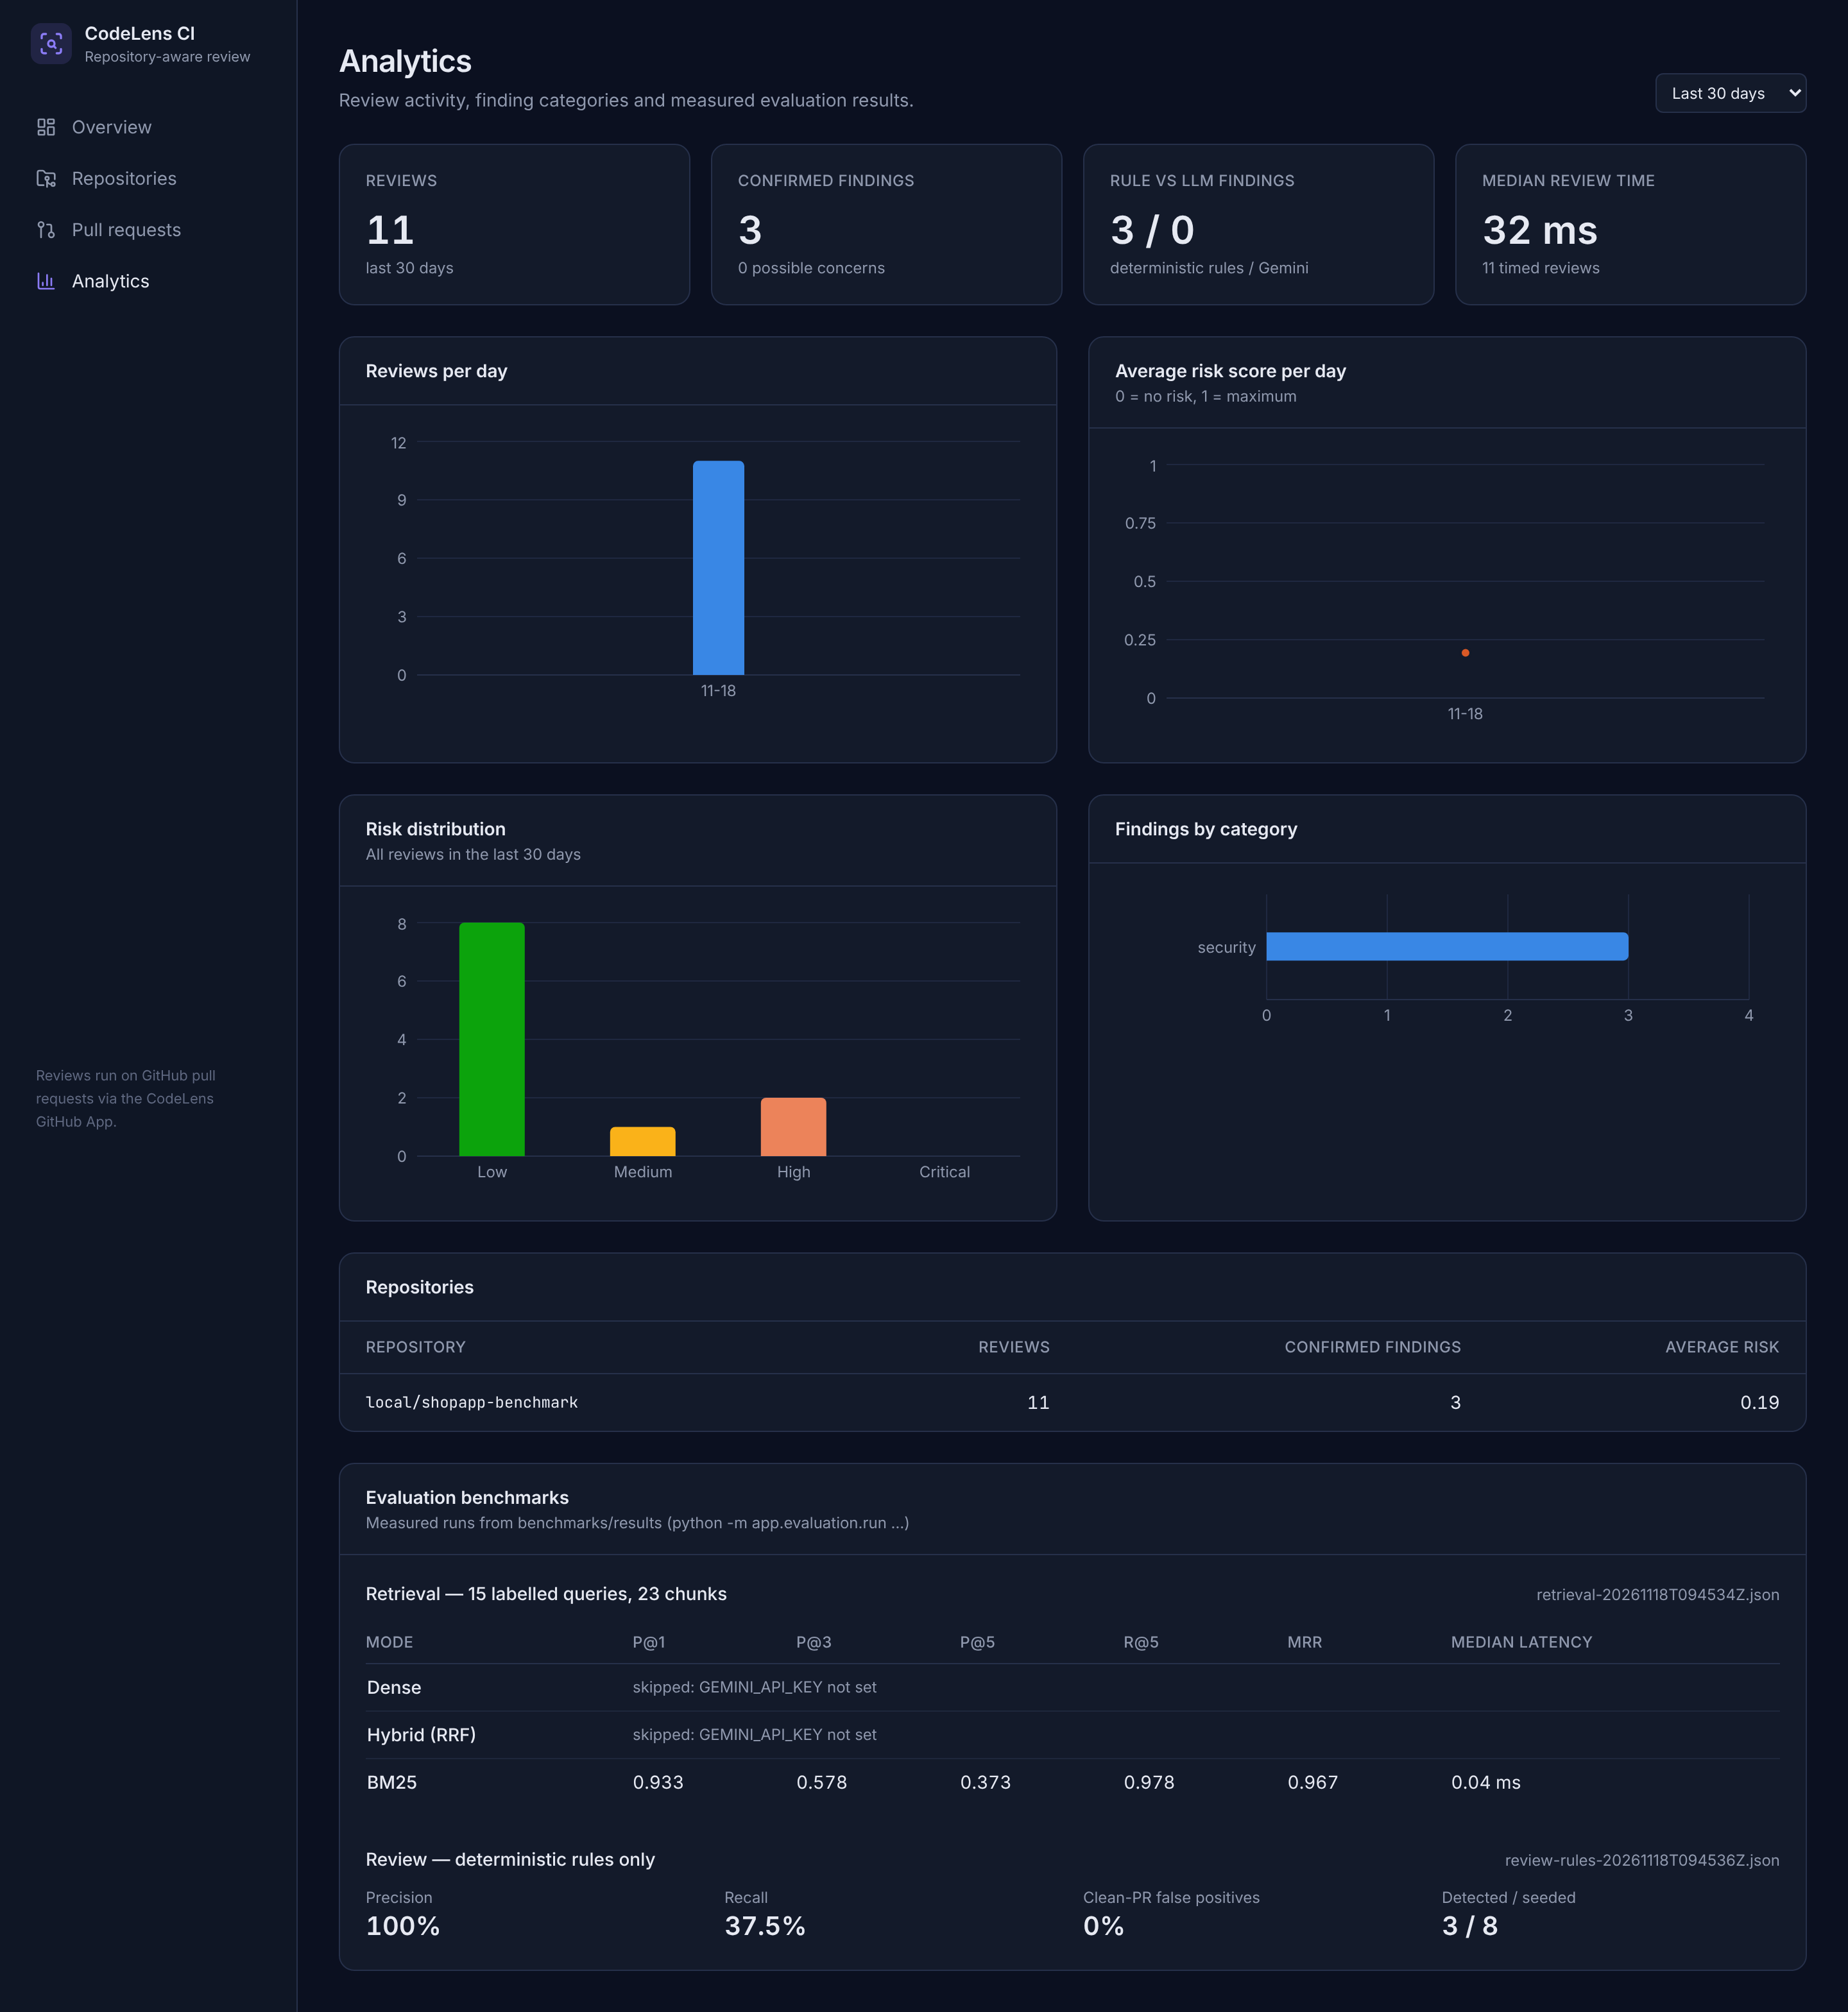 CodeLens CI
Repository-aware review
Overview
Repositories
Pull requests
Analytics
Reviews run on GitHub pull
requests via the CodeLens
GitHub App.
Analytics
Review activity, finding categories and measured evaluation results.
Last 30 days
REVIEWS
11
last 30 days
CONFIRMED FINDINGS
3
0 possible concerns
RULE VS LLM FINDINGS
3 / 0
deterministic rules / Gemini
MEDIAN REVIEW TIME
32 ms
11 timed reviews
Reviews per day
12
9
6
3
0
11-18
Average risk score per day
0 = no risk, 1 = maximum
1
0.75
0.5
0.25
0
11-18
Risk distribution
All reviews in the last 30 days
8
6
4
2
0
Low Medium High Critical
Findings by category
security
0 1 2 3 4
Repositories
REPOSITORY REVIEWS CONFIRMED FINDINGS AVERAGE RISK
local/shopapp-benchmark 11 3 0.19
Evaluation benchmarks
Measured runs from benchmarks/results (python -m app.evaluation.run ...)
Retrieval — 15 labelled queries, 23 chunks retrieval-20261118T094534Z.json
MODE P@1 P@3 P@5 R@5 MRR MEDIAN LATENCY
Dense skipped: GEMINI_API_KEY not set
Hybrid (RRF) skipped: GEMINI_API_KEY not set
BM25 0.933 0.578 0.373 0.978 0.967 0.04 ms
Review — deterministic rules only review-rules-20261118T094536Z.json
Precision Recall Clean-PR false positives Detected / seeded
100% 37.5% 0% 3 / 8